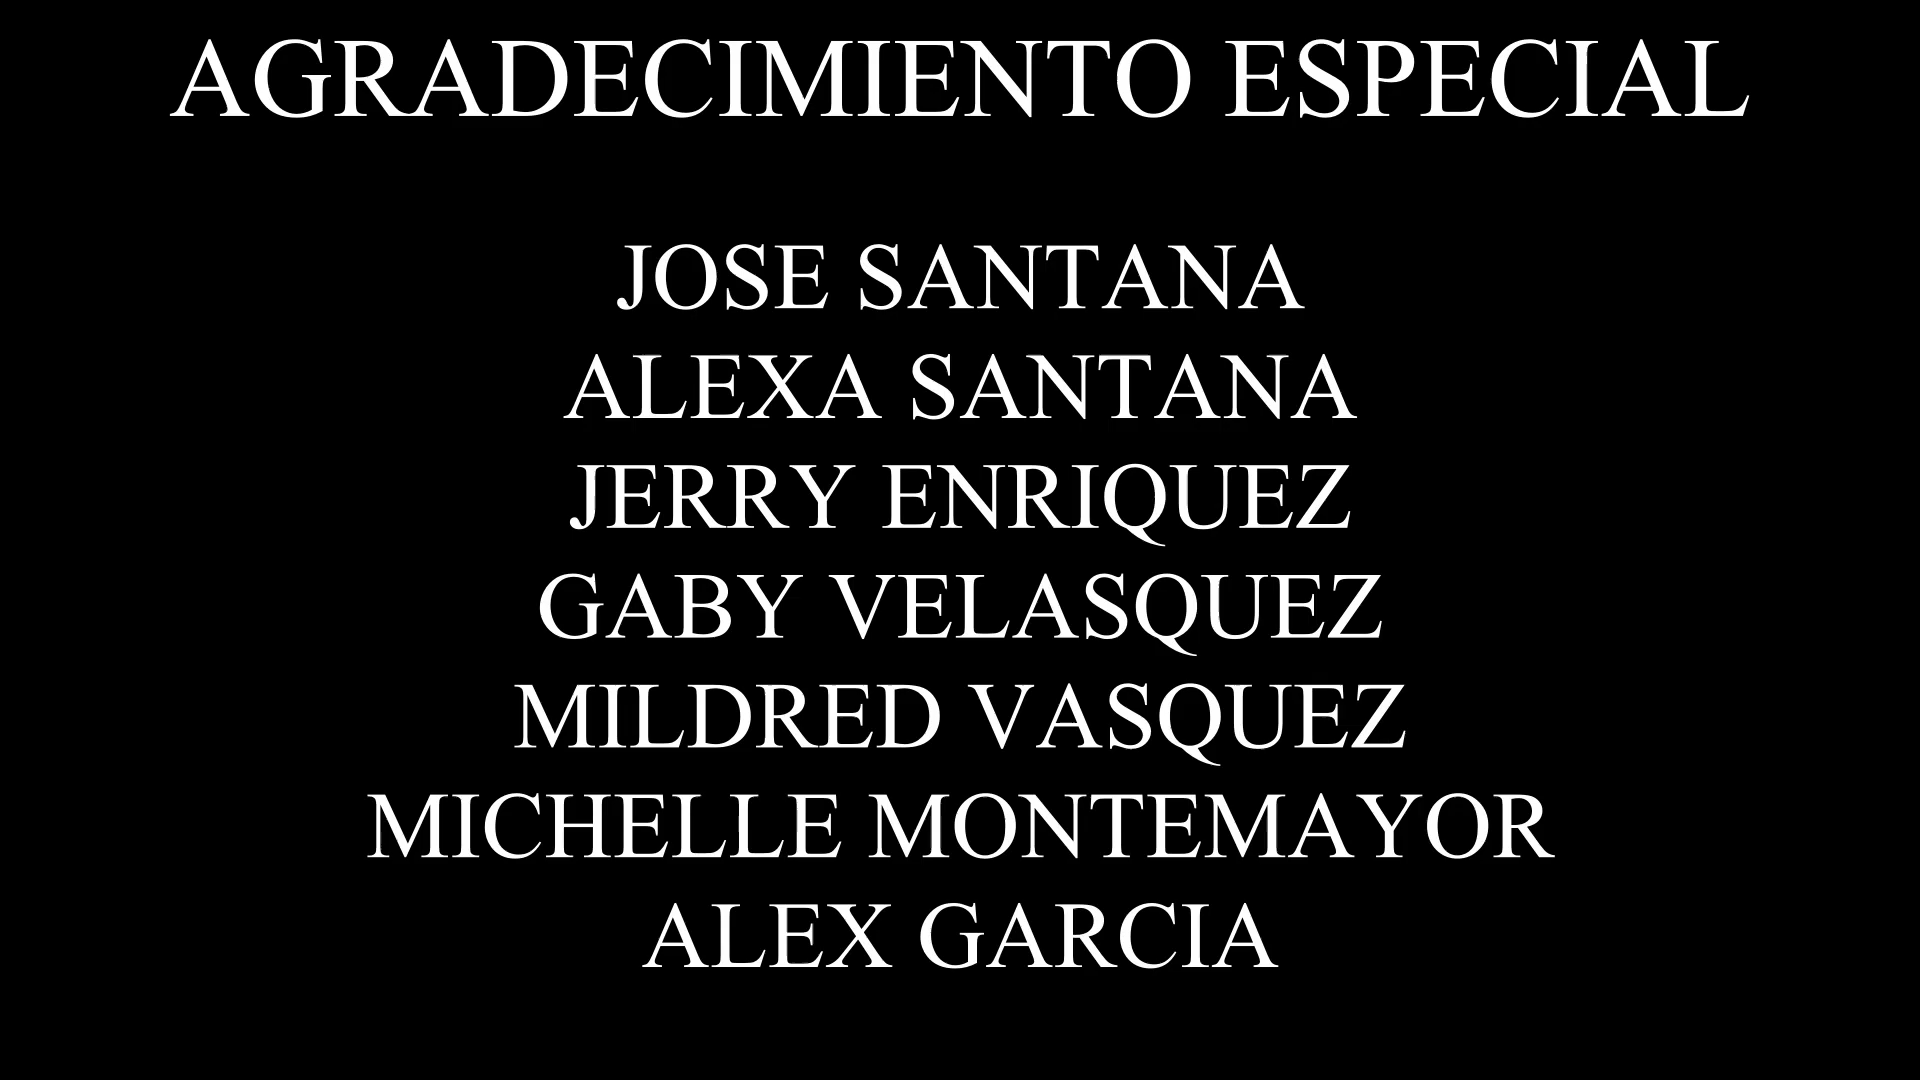 AGRADECIMIENTO ESPECIAL
JOSE SANTANA
ALEXA SANTANA
JERRY ENRIQUEZ
GABY VELASQUEZ
MILDRED VASQUEZ
MICHELLE MONTEMAYOR
ALEX GARCIA